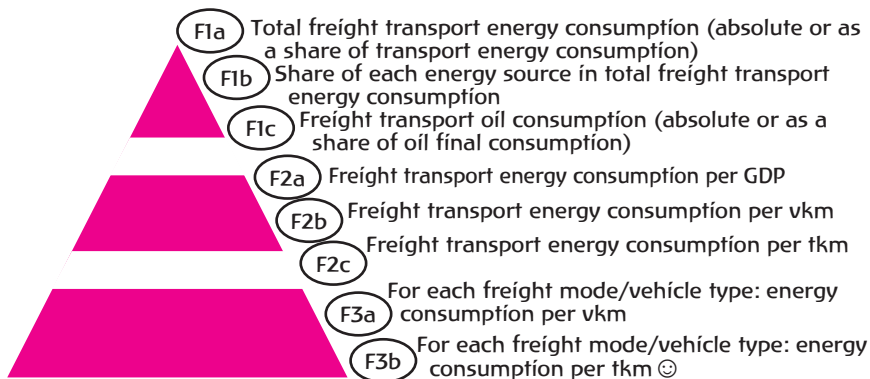 F1a Total freight transport energy consumption (absolute or as
a share of transport energy consumption)
F1b Share of each energy source in total freight transport
energy consumption
F1c Freight transport oil consumption (absolute or as a
share of oil final consumption)
F2a Freight transport energy consumption per GDP
F2b Freight transport energy consumption per vkm
F2c Freight transport energy consumption per tkm
F3a For each freight mode/vehicle type: energy
consumption per vkm
F3b For each freight mode/vehicle type: energy
consumption per tkm ☺